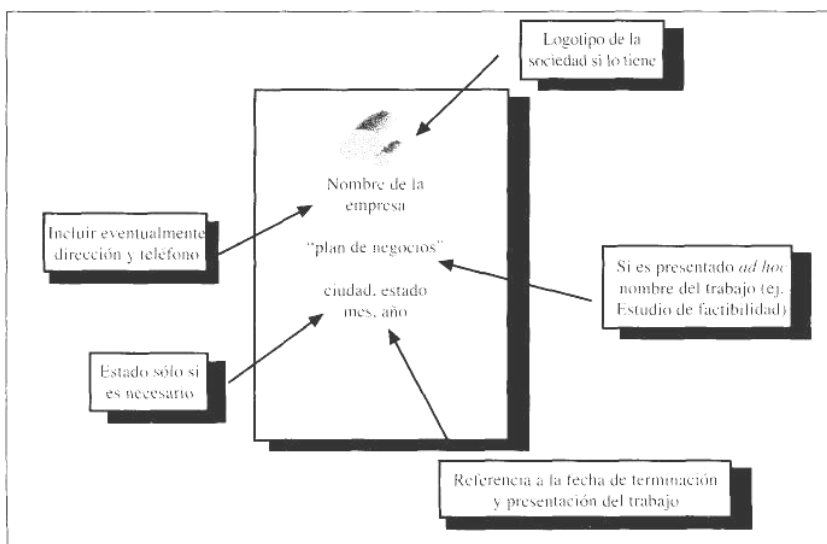 Logotipo de la
sociedad si lo tiene
Nombre de la
empresa
Incluir eventualmente
dirección y teléfono
"plan de negocios"
Si es presentado ad hoc
nombre del trabajo (ej.
Estudio de factibilidad)
ciudad, estado
mes, año
Estado sólo si
es necesario
Referencia a la fecha de terminación
y presentación del trabajo